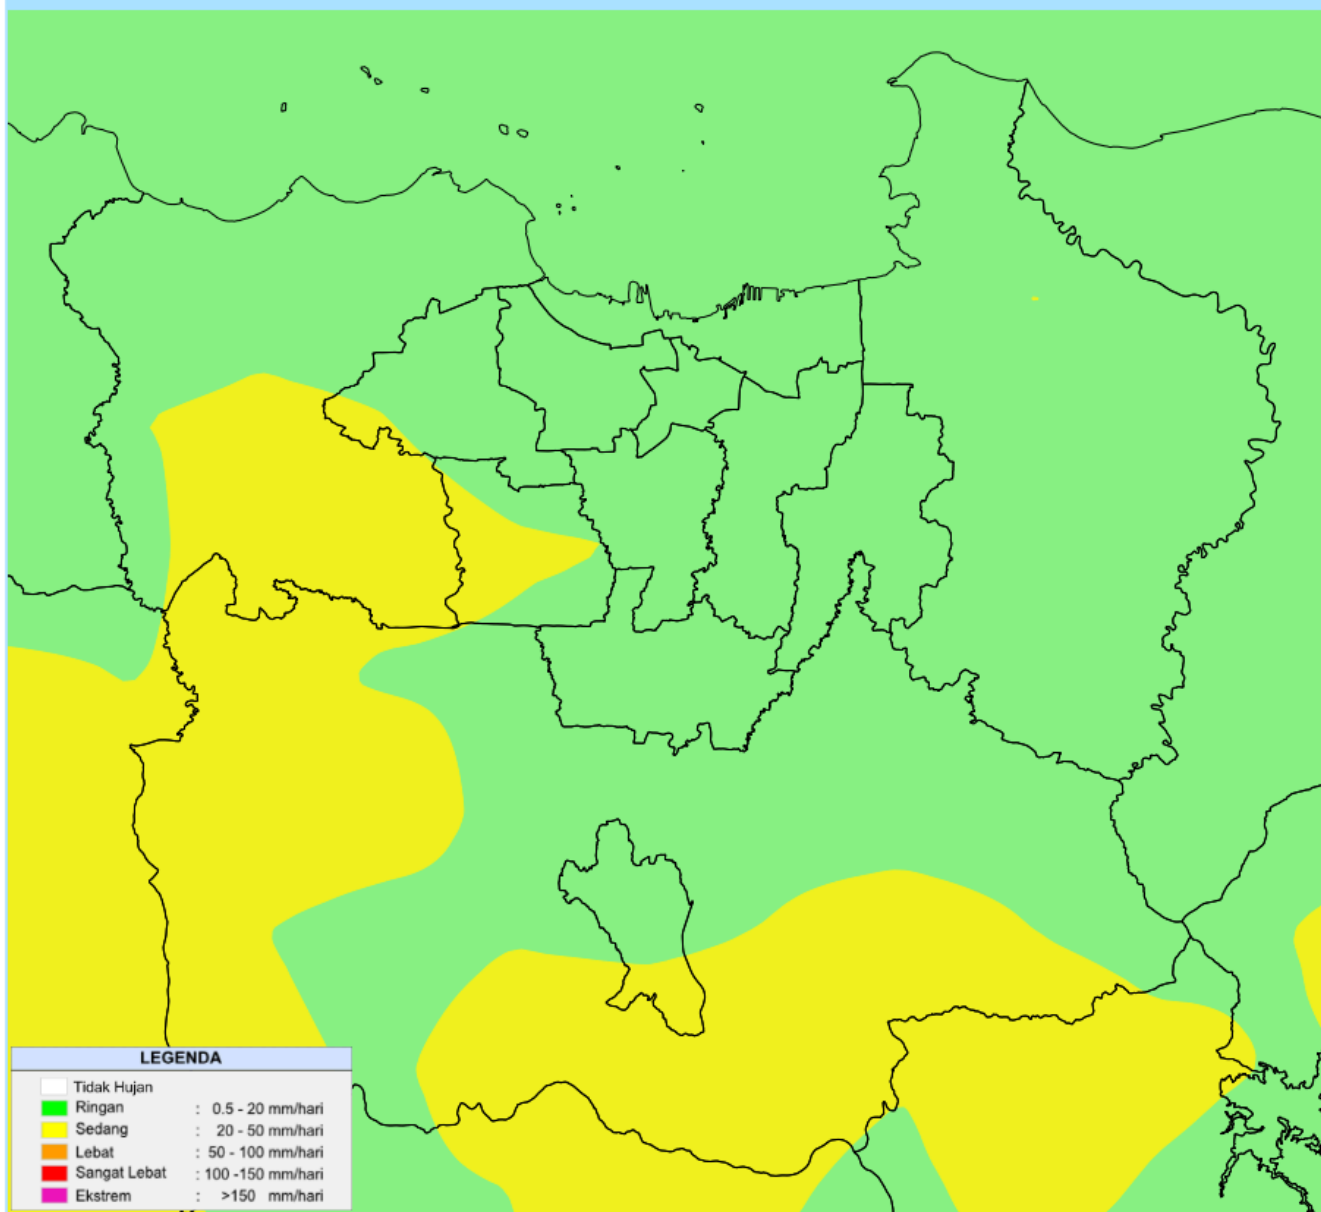 LEGENDA
Tidak Hujan
Ringan : 0.5 - 20 mm/hari
Sedang : 20 - 50 mm/hari
Lebat : 50 - 100 mm/hari
Sangat Lebat : 100 -150 mm/hari
Ekstrem : >150 mm/hari